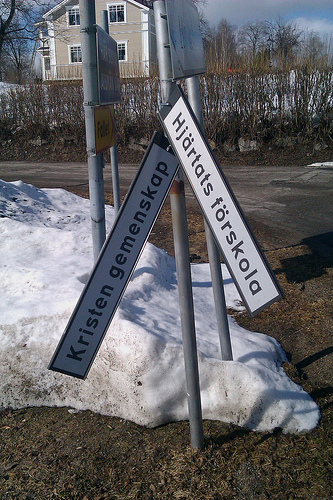 Kristen gemenskap
Hjärtats förskola